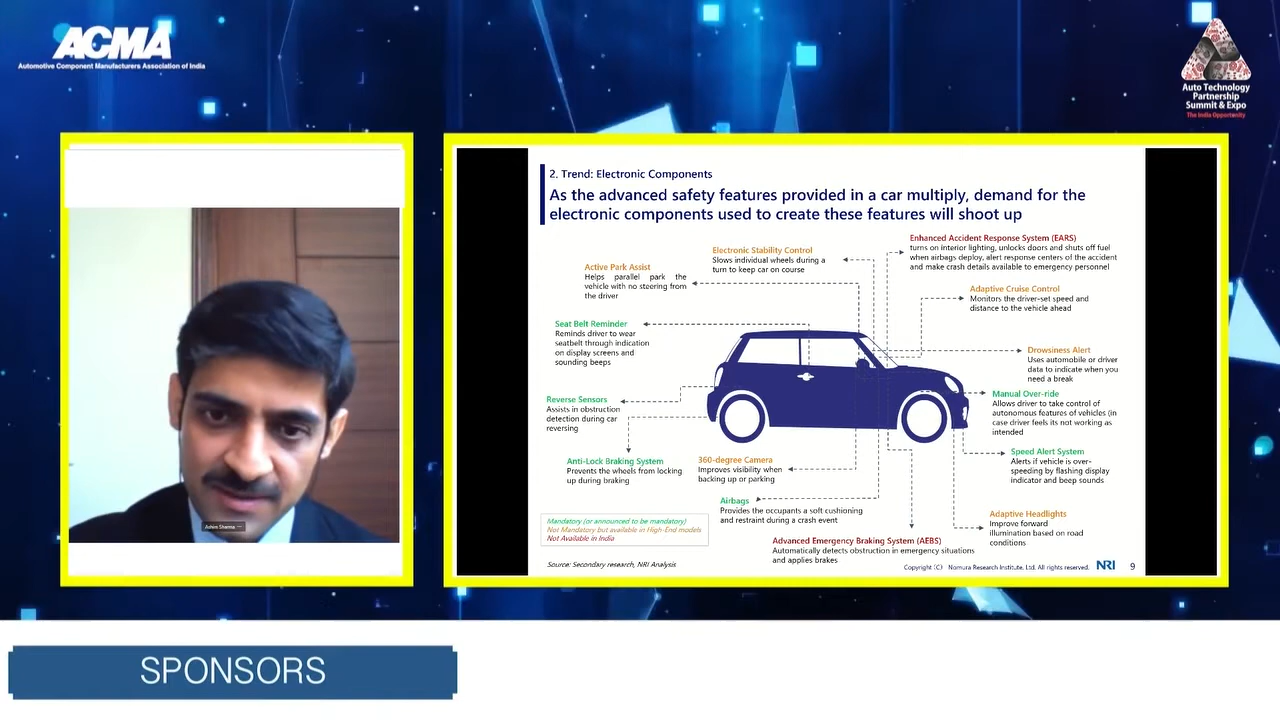 ACMA
Automotive Component Manufacturers Association of India
Auto Technology
Partnership
Summit & Expo
The India Opportunity
2. Trend: Electronic Components
As the advanced safety features provided in a car multiply, demand for the
electronic components used to create these features will shoot up
Enhanced Accident Response System (EARS)
turns on interior lighting, unlocks doors and shuts off fuel
when airbags deploy, alert response centers of the accident
and make crash details available to emergency personnel
Electronic Stability Control
Slows individual wheels during a
turn to keep car on course
Active Park Assist
Helps parallel park the
vehicle with no steering from
the driver
Adaptive Cruise Control
Monitors the driver-set speed and
distance to the vehicle ahead
Seat Belt Reminder
Reminds driver to wear
seatbelt through indication
on display screens and
sounding beeps
Drowsiness Alert
Uses automobile or driver
data to indicate when you
need a break
Reverse Sensors
Assists in obstruction
detection during car
reversing
Manual Over-ride
Allows driver to take control of
autonomous features of vehicles (in
case driver feels its not working as
intended
Anti-Lock Braking System
Prevents the wheels from locking
up during braking
360-degree Camera
Improves visibility when
backing up or parking
Speed Alert System
Alerts if vehicle is over-
speeding by flashing display
indicator and beep sounds
Airbags
Provides the occupants a soft cushioning
and restraint during a crash event
Adaptive Headlights
Improve forward
illumination based on road
conditions
Advanced Emergency Braking System (AEBS)
Automatically detects obstruction in emergency situations
and applies brakes
Mandatory (or announced to be mandatory)
Not Mandatory but available in High-End models
Not Available in India
Source: Secondary research, NRI Analysis
Copyright (C) Nomura Research Institute, Ltd. All rights reserved.
NRI
9
Ashim Sharma
SPONSORS